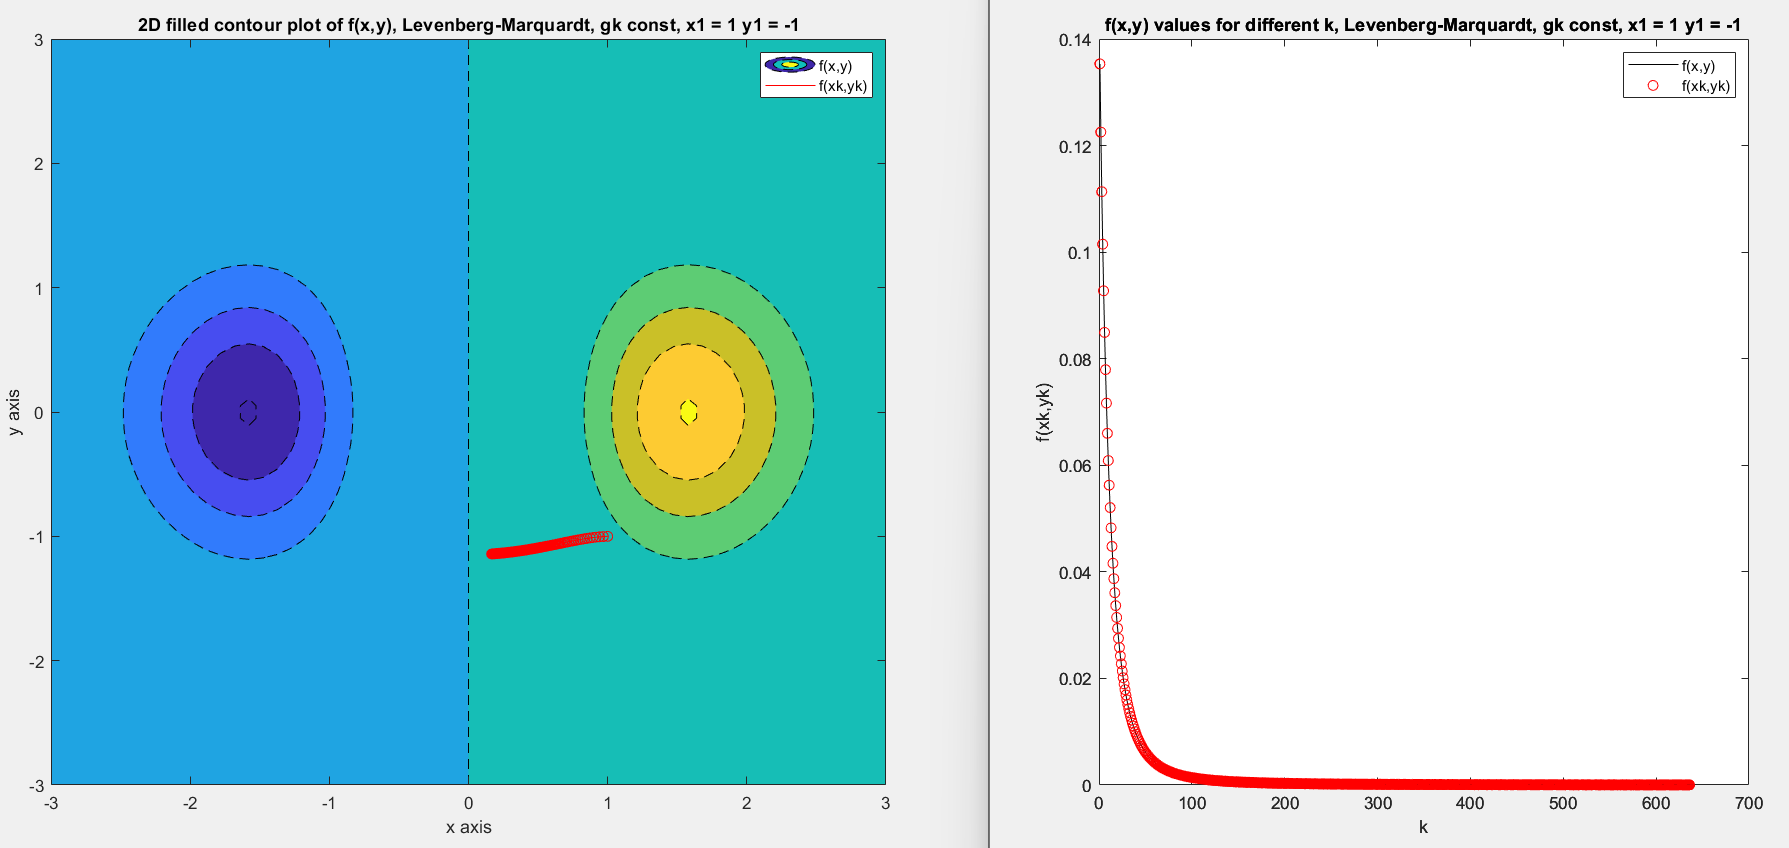 2D filled contour plot of f(x,y), Levenberg-Marquardt, gk const, x1 = 1 y1 = -1
f(x,y)
f(xk,yk)
3
2
1
0
-1
-2
-3
y axis
-3 -2 -1 0 1 2 3
x axis
f(x,y) values for different k, Levenberg-Marquardt, gk const, x1 = 1 y1 = -1
f(x,y)
f(xk,yk)
0.14
0.12
0.1
0.08
0.06
0.04
0.02
0
f(xk,yk)
0 100 200 300 400 500 600 700
k